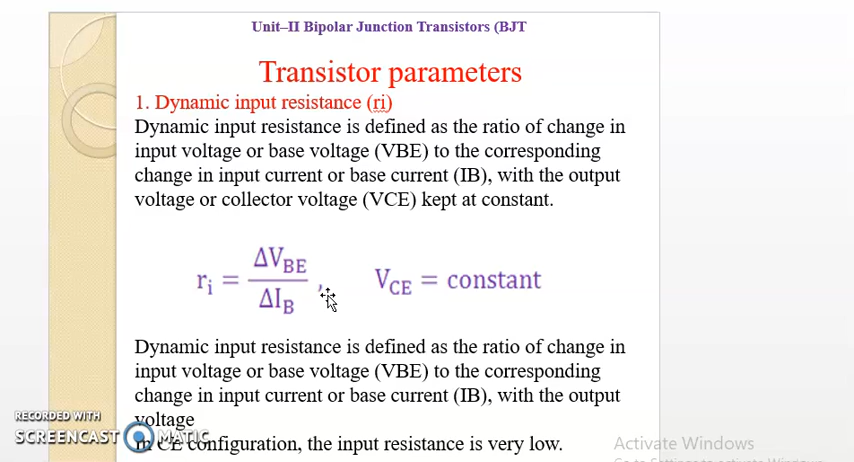 Unit–II Bipolar Junction Transistors (BJT
Transistor parameters
1. Dynamic input resistance (ri)
Dynamic input resistance is defined as the ratio of change in
input voltage or base voltage (VBE) to the corresponding
change in input current or base current (IB), with the output
voltage or collector voltage (VCE) kept at constant.
rᵢ = ΔV_BE / ΔI_B , V_CE = constant
Dynamic input resistance is defined as the ratio of change in
input voltage or base voltage (VBE) to the corresponding
change in input current or base current (IB), with the output
voltage
In CE configuration, the input resistance is very low.
RECORDED WITH
SCREENCAST MATIC
Activate Windows